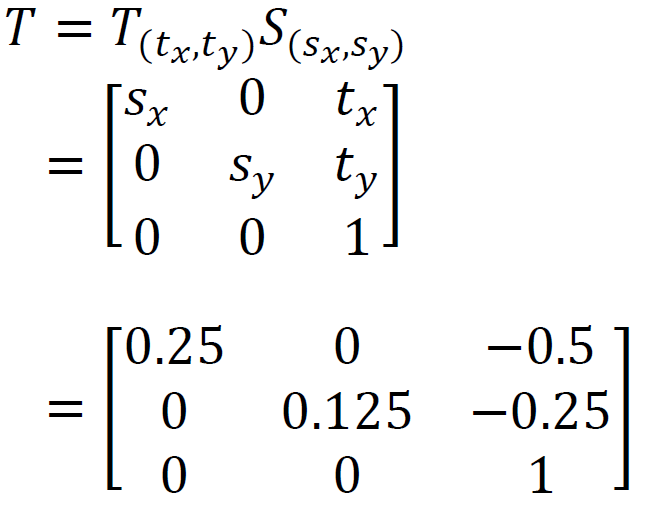 T = T_(t_x,t_y) S_(s_x,s_y)
= [ s_x 0 t_x
0 s_y t_y
0 0 1 ]
= [ 0.25 0 −0.5
0 0.125 −0.25
0 0 1 ]